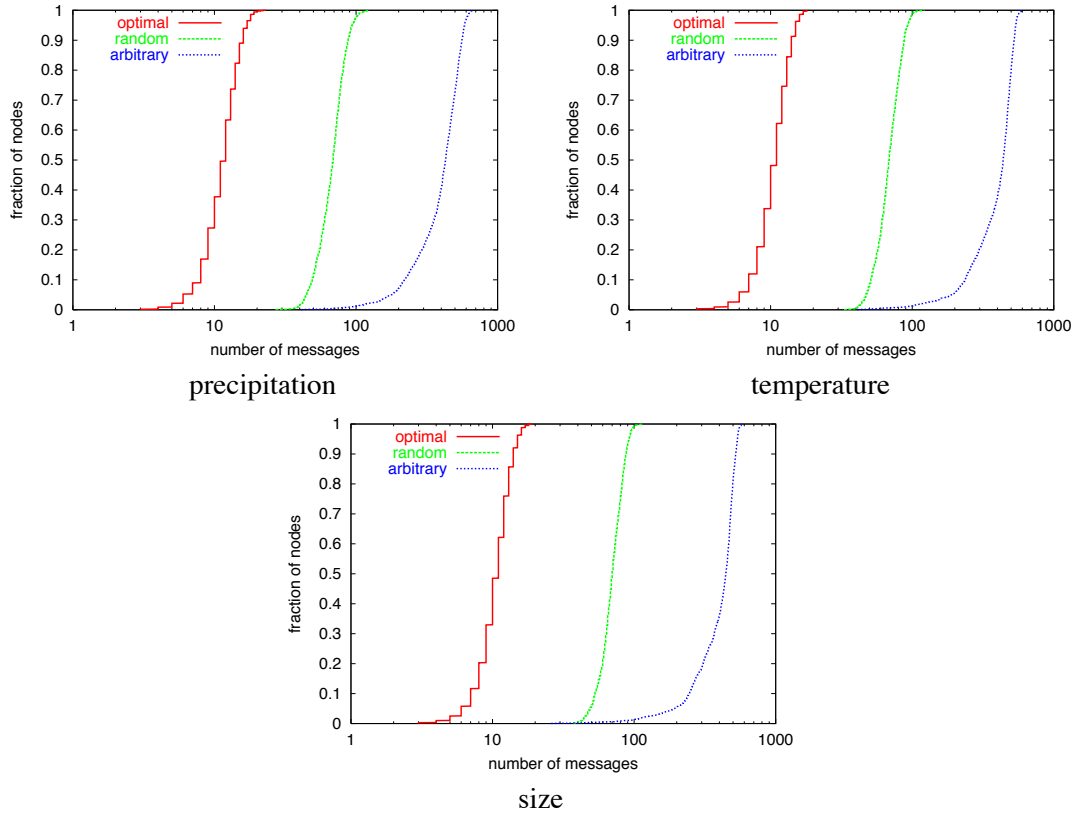 1
0.9
0.8
0.7
0.6
0.5
0.4
0.3
0.2
0.1
0
fraction of nodes
optimal
random
arbitrary
1 10 100 1000
number of messages
precipitation
1
0.9
0.8
0.7
0.6
0.5
0.4
0.3
0.2
0.1
0
fraction of nodes
optimal
random
arbitrary
1 10 100 1000
number of messages
temperature
1
0.9
0.8
0.7
0.6
0.5
0.4
0.3
0.2
0.1
0
fraction of nodes
optimal
random
arbitrary
1 10 100 1000
number of messages
size